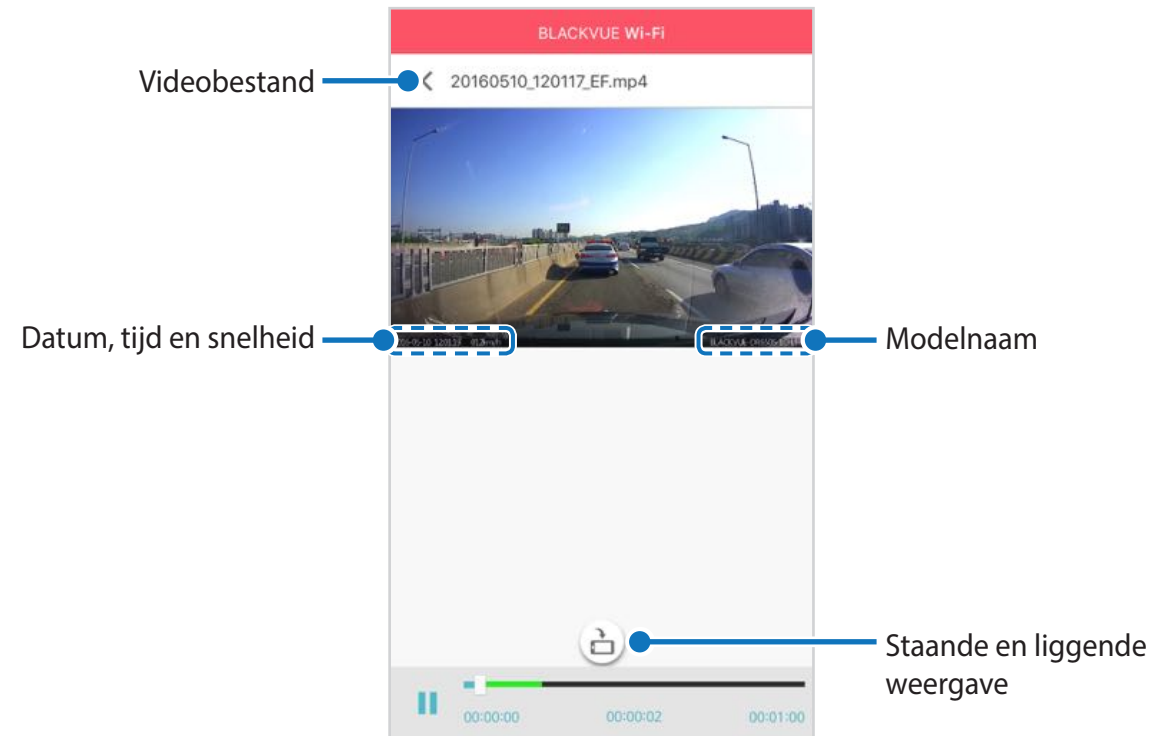 BLACKVUE Wi-Fi
Videobestand
20160510_120117_EF.mp4
Datum, tijd en snelheid
Modelnaam
Staande en liggende
weergave
00:00:00 00:00:02 00:01:00